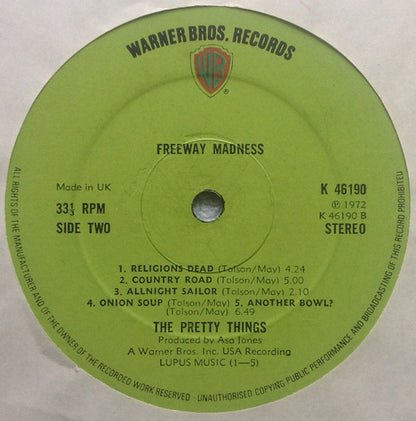 WARNER BROS. RECORDS
WB
®
FREEWAY MADNESS
Made in UK
33⅓ RPM
SIDE TWO
K 46190
℗ 1972
K 46190 B
STEREO
1. RELIGIONS DEAD (Tolson/May) 4.24
2. COUNTRY ROAD (Tolson/May) 5.00
3. ALLNIGHT SAILOR (Tolson/May) 2.10
4. ONION SOUP (Tolson/May) 5. ANOTHER BOWL?
(Tolson/May) 6.49
THE PRETTY THINGS
Produced by Asa Jones
A Warner Bros. Inc. USA Recording
LUPUS MUSIC (1—5)
ALL RIGHTS OF THE MANUFACTURER AND OF THE OWNER OF THE RECORDED WORK RESERVED · UNAUTHORISED COPYING PUBLIC PERFORMANCE AND BROADCASTING OF THIS RECORD PROHIBITED